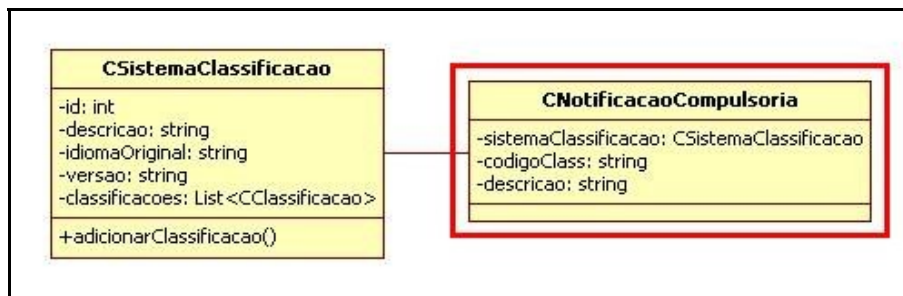 CSistemaClassificacao
-id: int
-descricao: string
-idiomaOriginal: string
-versao: string
-classificacoes: List<CClassificacao>
+adicionarClassificacao()
CNotificacaoCompulsoria
-sistemaClassificacao: CSistemaClassificacao
-codigoClass: string
-descricao: string